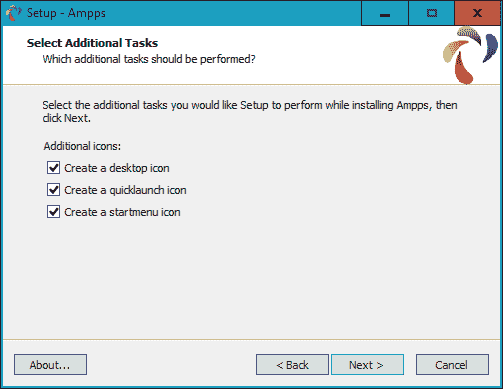 Setup - Ampps
Select Additional Tasks
Which additional tasks should be performed?
Select the additional tasks you would like Setup to perform while installing Ampps, then
click Next.
Additional icons:
Create a desktop icon
Create a quicklaunch icon
Create a startmenu icon
About...
< Back
Next >
Cancel